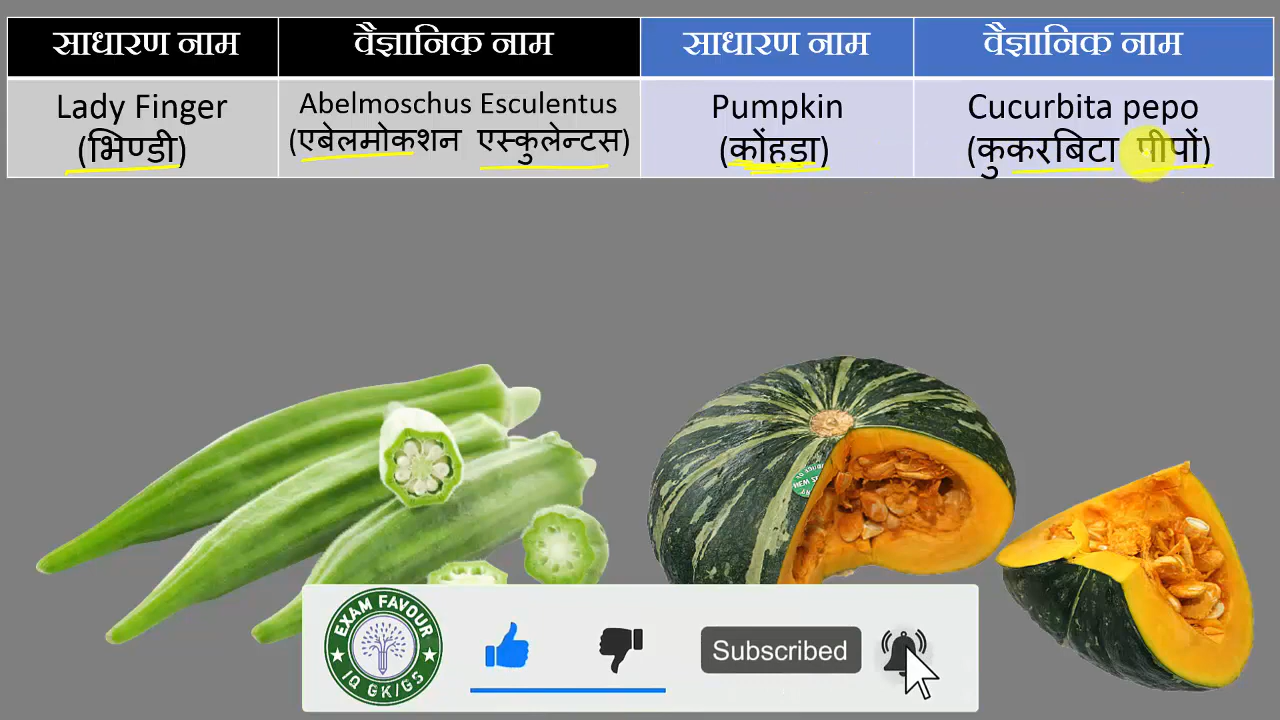 साधारण नाम
वैज्ञानिक नाम
साधारण नाम
वैज्ञानिक नाम
Lady Finger
(भिण्डी)
Abelmoschus Esculentus
(एबेलमोकशन एस्कुलेन्टस)
Pumpkin
(कोंहडा)
Cucurbita pepo
(कुकरबिटा पीपों)
EXAM FAVOUR
IQ GK/GS
Subscribed